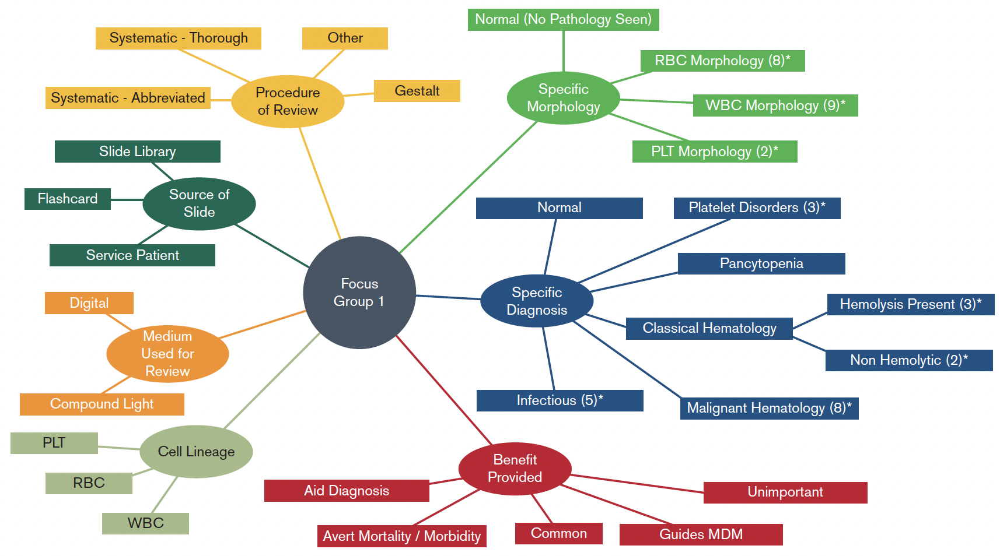 Normal (No Pathology Seen)
Systematic - Thorough
Other
RBC Morphology (8)*
Procedure
of Review
Gestalt
Systematic - Abbreviated
Specific
Morphology
WBC Morphology (9)*
PLT Morphology (2)*
Slide Library
Source of
Slide
Flashcard
Service Patient
Normal
Platelet Disorders (3)*
Pancytopenia
Focus
Group 1
Specific
Diagnosis
Hemolysis Present (3)*
Classical Hematology
Non Hemolytic (2)*
Infectious (5)*
Malignant Hematology (8)*
Digital
Medium
Used for
Review
Compound Light
PLT
Cell Lineage
RBC
WBC
Benefit
Provided
Aid Diagnosis
Unimportant
Avert Mortality / Morbidity
Common
Guides MDM